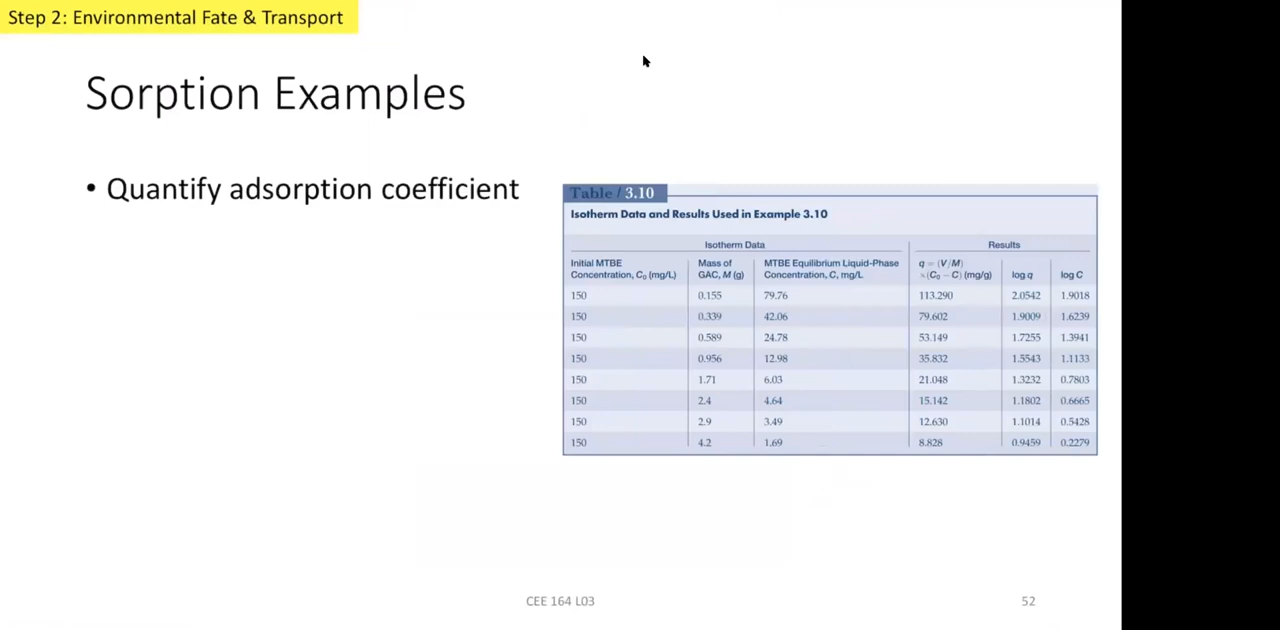 Step 2: Environmental Fate & Transport
Sorption Examples
• Quantify adsorption coefficient
Table / 3.10
Isotherm Data and Results Used in Example 3.10
Isotherm Data Results
Initial MTBE Mass of MTBE Equilibrium Liquid-Phase q = (V/M)
Concentration, C₀ (mg/L) GAC, M (g) Concentration, C, mg/L ×(C₀ − C) (mg/g) log q log C
150 0.155 79.76 113.290 2.0542 1.9018
150 0.339 42.06 79.602 1.9009 1.6239
150 0.589 24.78 53.149 1.7255 1.3941
150 0.956 12.98 35.832 1.5543 1.1133
150 1.71 6.03 21.048 1.3232 0.7803
150 2.4 4.64 15.142 1.1802 0.6665
150 2.9 3.49 12.630 1.1014 0.5428
150 4.2 1.69 8.828 0.9459 0.2279
CEE 164 L03 52